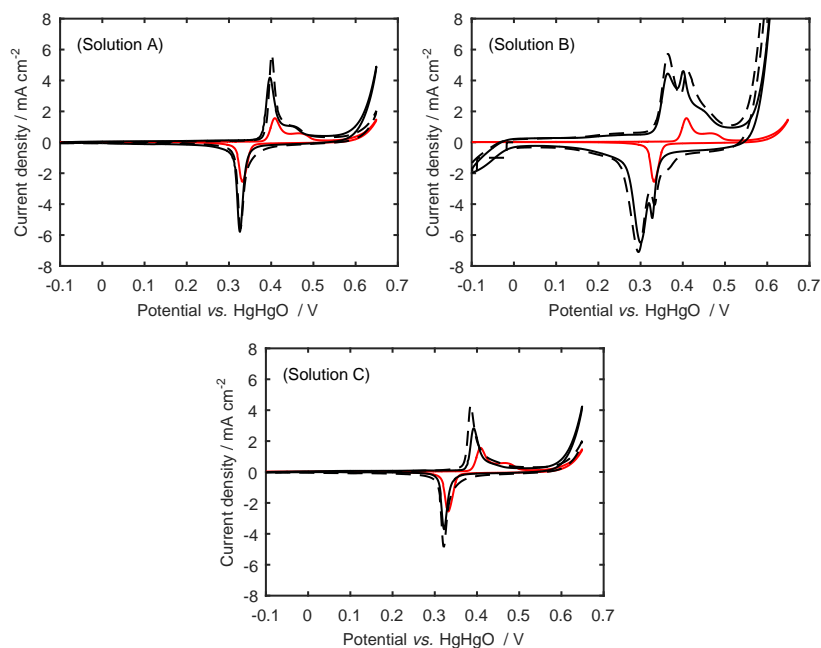 (Solution A)
8
6
4
2
0
-2
-4
-6
-8
Current density / mA cm-2
-0.1 0 0.1 0.2 0.3 0.4 0.5 0.6 0.7
Potential vs. HgHgO / V
(Solution B)
8
6
4
2
0
-2
-4
-6
-8
Current density / mA cm-2
-0.1 0 0.1 0.2 0.3 0.4 0.5 0.6 0.7
Potential vs. HgHgO / V
(Solution C)
8
6
4
2
0
-2
-4
-6
-8
Current density / mA cm-2
-0.1 0 0.1 0.2 0.3 0.4 0.5 0.6 0.7
Potential vs. HgHgO / V